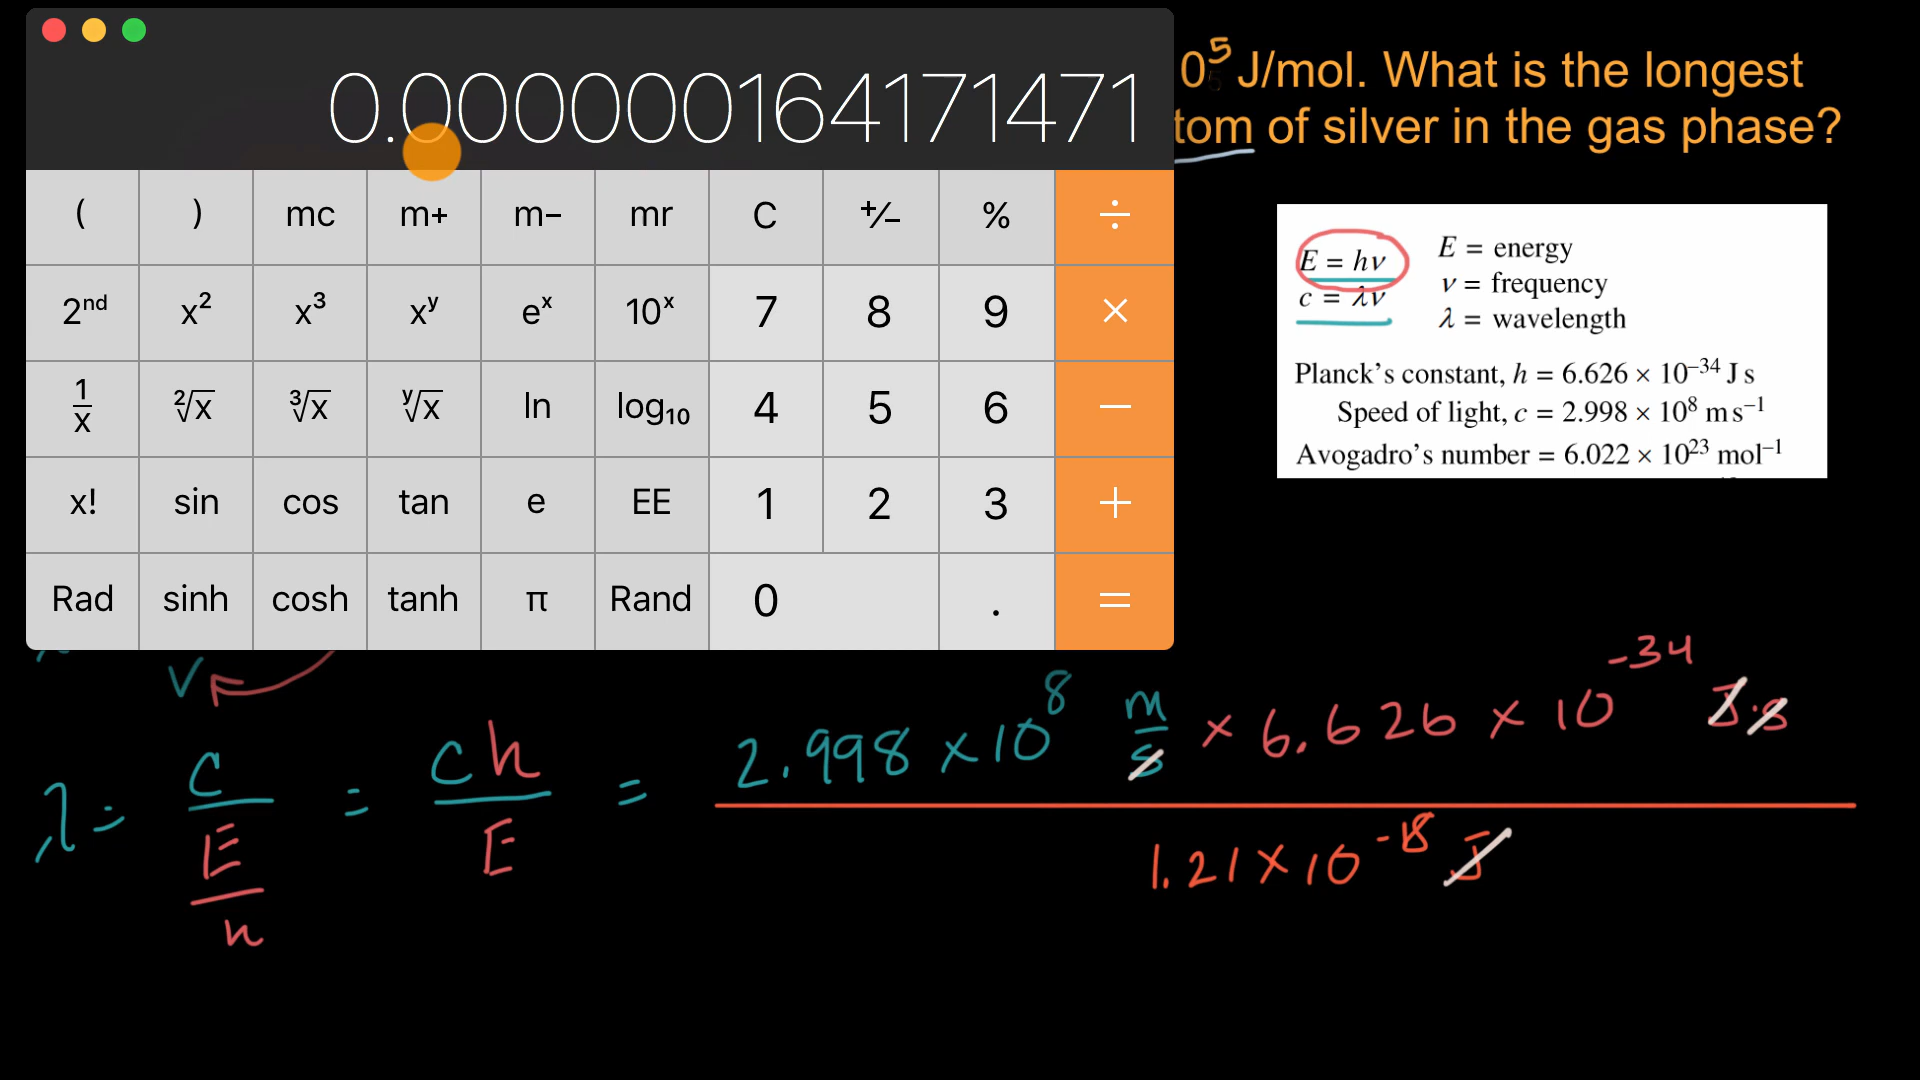 0.000000164171471
( ) mc m+ m− mr C +/− % ÷
2nd x² x³ xʸ eˣ 10ˣ 7 8 9 ×
1/x ²√x ³√x ʸ√x ln log₁₀ 4 5 6 −
x! sin cos tan e EE 1 2 3 +
Rad sinh cosh tanh π Rand 0 . =
0⁵ J/mol. What is the longest
tom of silver in the gas phase?
E = hν
c = λν
E = energy
ν = frequency
λ = wavelength
Planck's constant, h = 6.626 × 10⁻³⁴ J s
Speed of light, c = 2.998 × 10⁸ m s⁻¹
Avogadro's number = 6.022 × 10²³ mol⁻¹
ν
λ = c/(E/h) = ch/E = (2.998 × 10⁸ m/s × 6.626 × 10⁻³⁴ J·s)/(1.21 × 10⁻¹⁸ J)